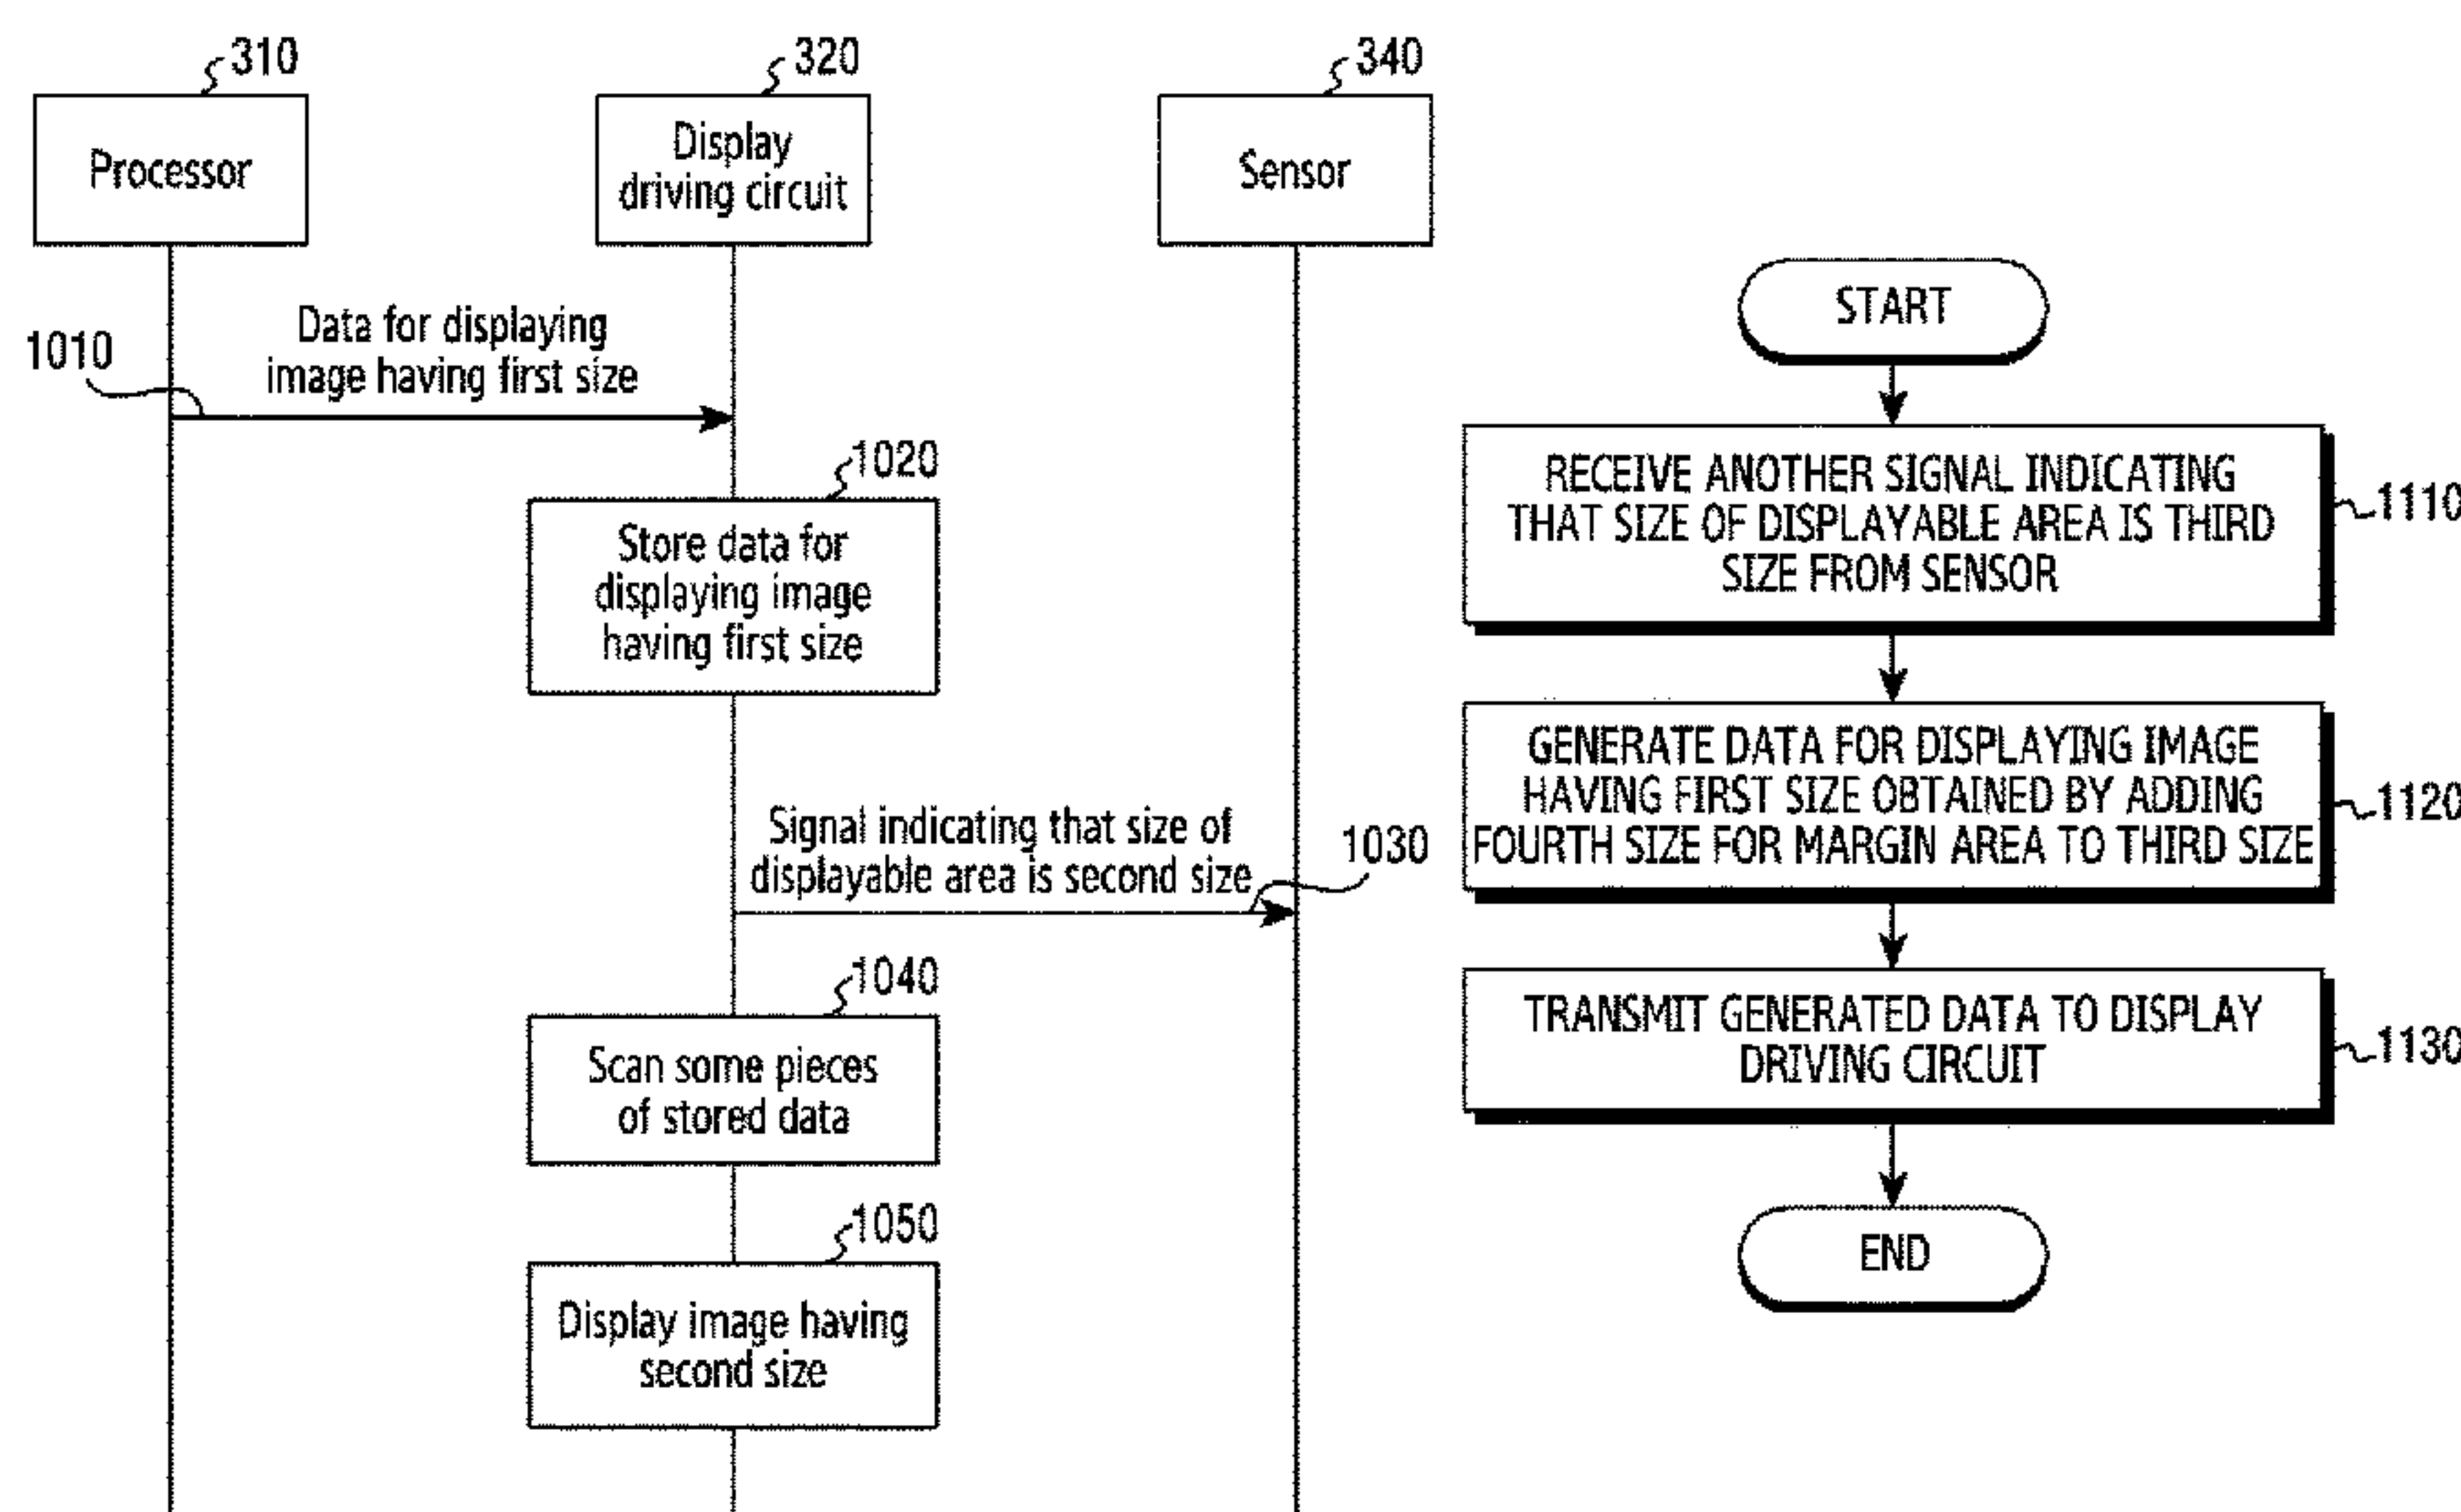 310
320
340
Processor
Display
driving circuit
Sensor
Data for displaying
image having first size
1010
1020
Store data for
displaying image
having first size
Signal indicating that size of
displayable area is second size
1030
1040
Scan some pieces
of stored data
1050
Display image having
second size
START
RECEIVE ANOTHER SIGNAL INDICATING
THAT SIZE OF DISPLAYABLE AREA IS THIRD
SIZE FROM SENSOR
1110
GENERATE DATA FOR DISPLAYING IMAGE
HAVING FIRST SIZE OBTAINED BY ADDING
FOURTH SIZE FOR MARGIN AREA TO THIRD SIZE
1120
TRANSMIT GENERATED DATA TO DISPLAY
DRIVING CIRCUIT
1130
END